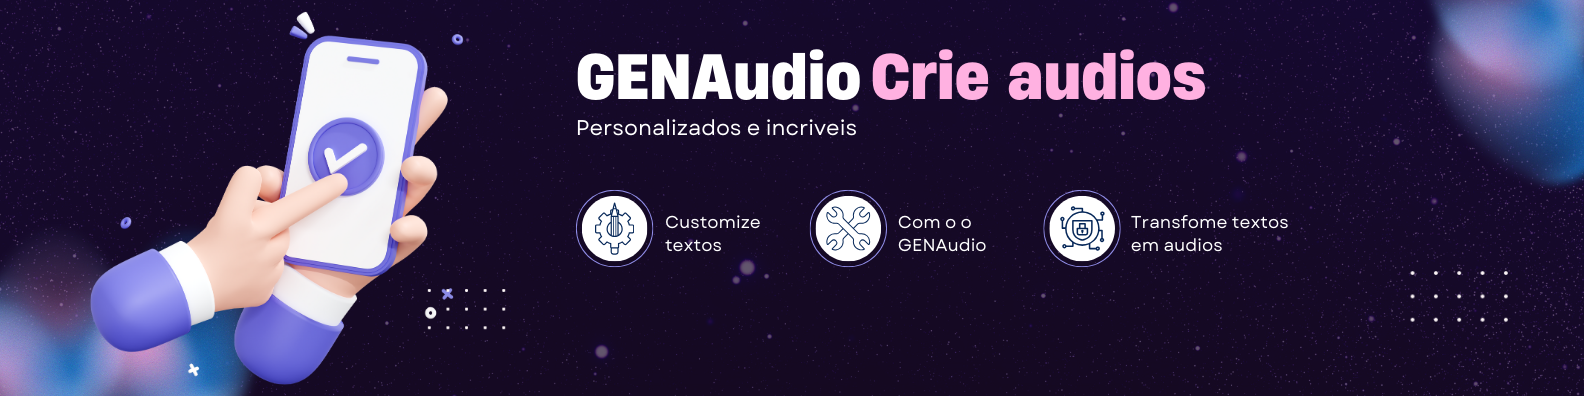 GENAudio Crie audios
Personalizados e incriveis
Customize
textos
Com o o
GENAudio
Transfome textos
em audios